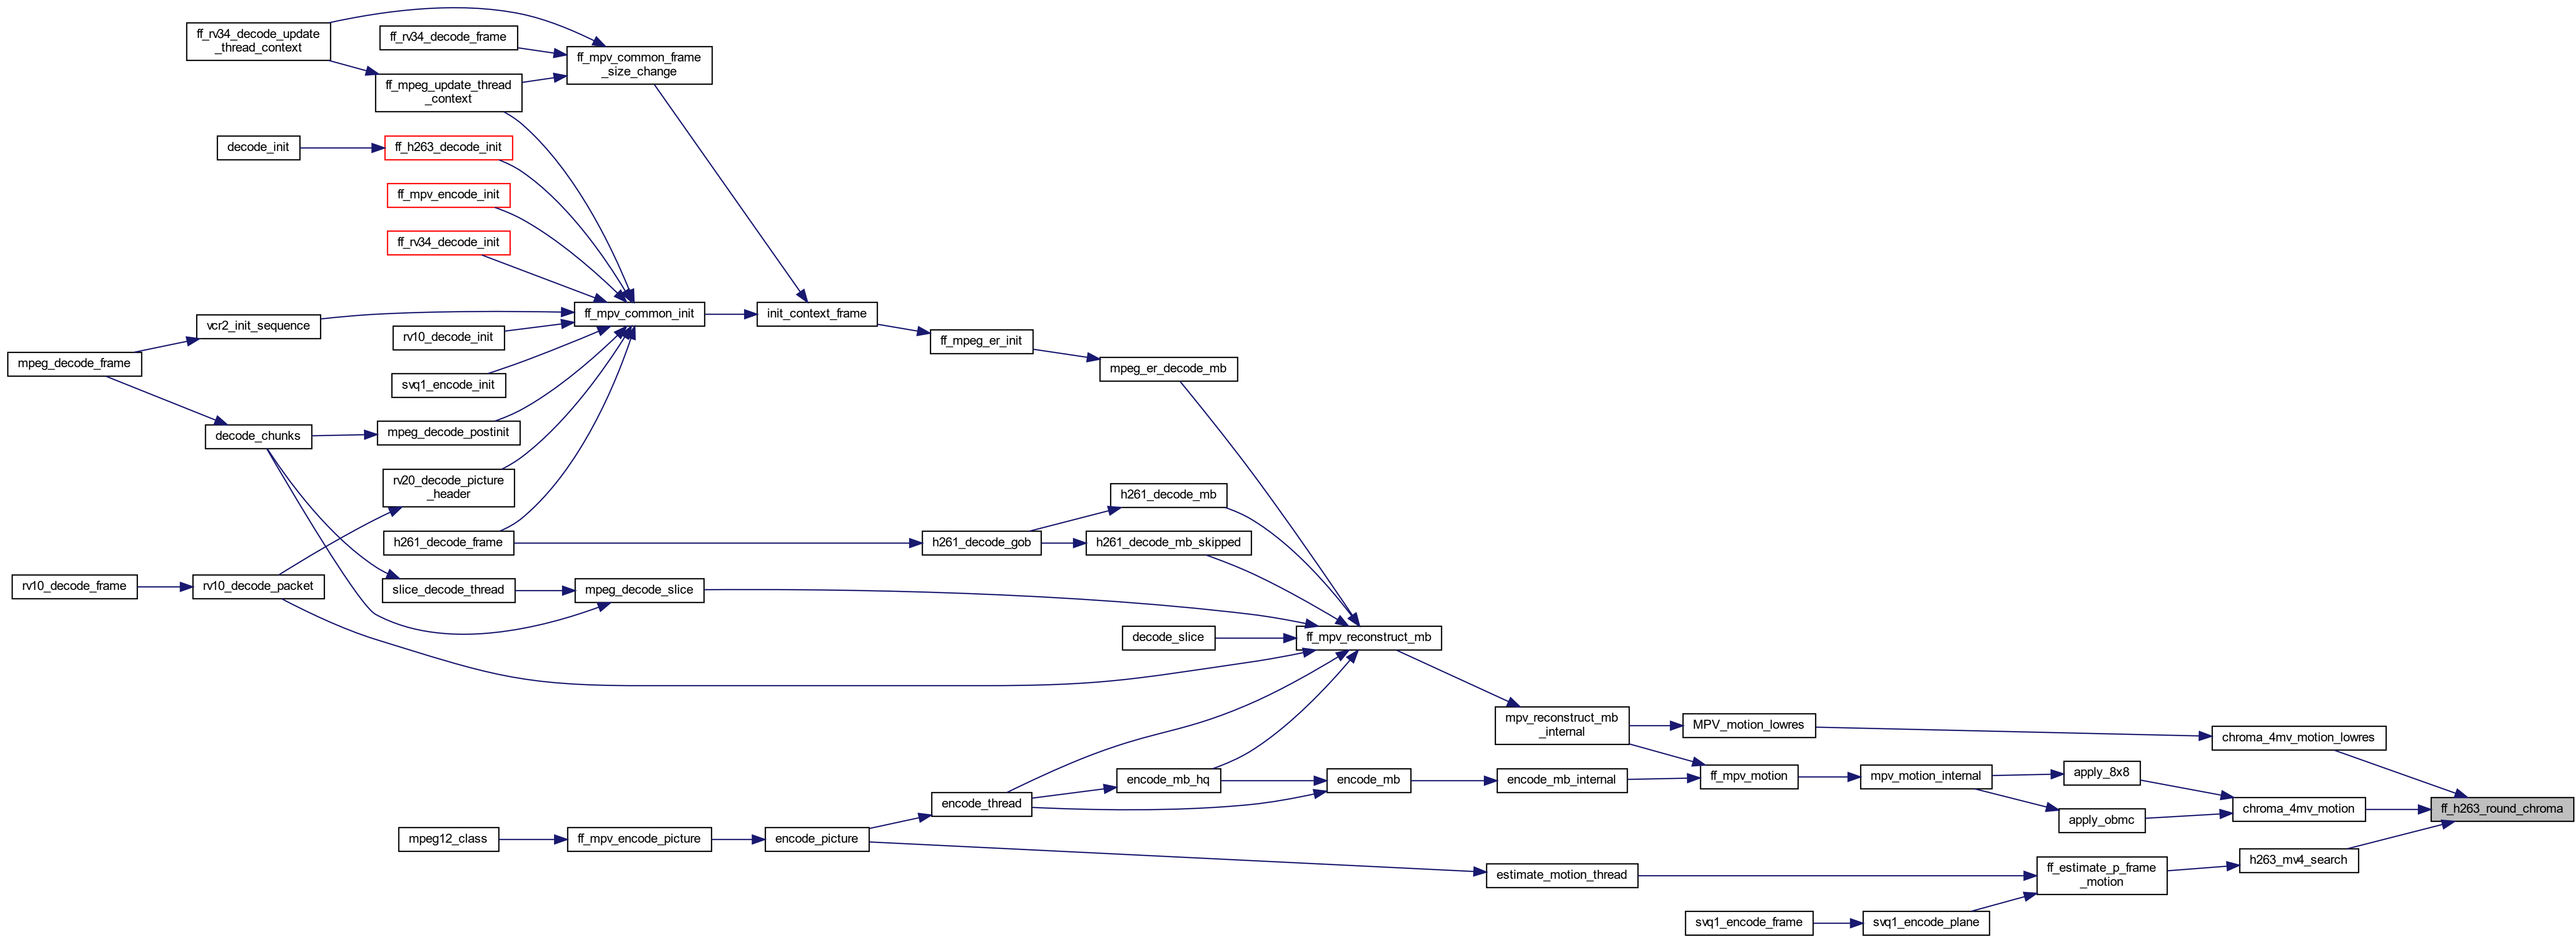 ff_rv34_decode_update
_thread_context
ff_rv34_decode_frame
ff_mpv_common_frame
_size_change
ff_mpeg_update_thread
_context
decode_init
ff_h263_decode_init
ff_mpv_encode_init
ff_rv34_decode_init
vcr2_init_sequence
ff_mpv_common_init
init_context_frame
rv10_decode_init
ff_mpeg_er_init
mpeg_decode_frame
mpeg_er_decode_mb
svq1_encode_init
decode_chunks
mpeg_decode_postinit
rv20_decode_picture
_header
h261_decode_mb
h261_decode_frame
h261_decode_gob
h261_decode_mb_skipped
rv10_decode_frame
rv10_decode_packet
slice_decode_thread
mpeg_decode_slice
decode_slice
ff_mpv_reconstruct_mb
mpv_reconstruct_mb
_internal
MPV_motion_lowres
chroma_4mv_motion_lowres
encode_mb_hq
encode_mb
encode_mb_internal
ff_mpv_motion
mpv_motion_internal
apply_8x8
encode_thread
apply_obmc
chroma_4mv_motion
ff_h263_round_chroma
mpeg12_class
ff_mpv_encode_picture
encode_picture
estimate_motion_thread
ff_estimate_p_frame
_motion
h263_mv4_search
svq1_encode_frame
svq1_encode_plane